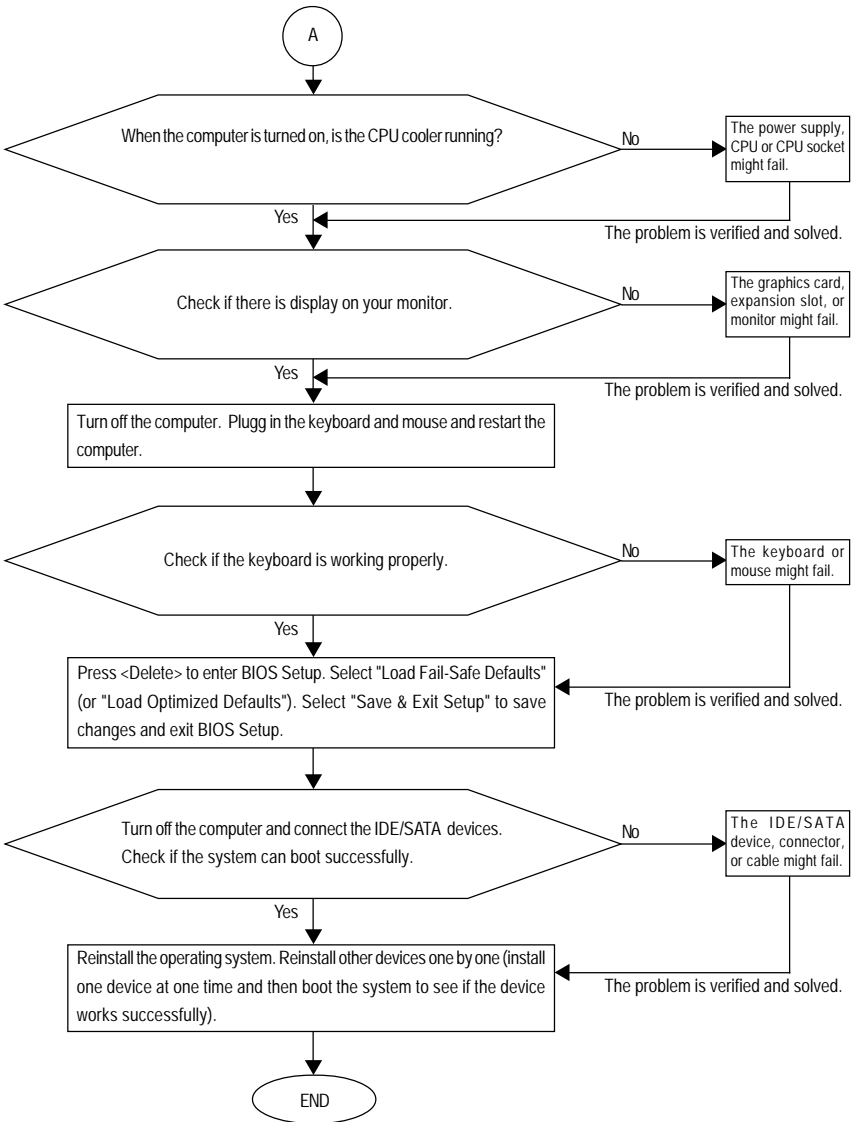 A
When the computer is turned on, is the CPU cooler running?
No
The power supply,
CPU or CPU socket
might fail.
Yes
The problem is verified and solved.
Check if there is display on your monitor.
No
The graphics card,
expansion slot, or
monitor might fail.
Yes
The problem is verified and solved.
Turn off the computer. Plugg in the keyboard and mouse and restart the
computer.
Check if the keyboard is working properly.
No
The keyboard or
mouse might fail.
Yes
Press <Delete> to enter BIOS Setup. Select "Load Fail-Safe Defaults"
(or "Load Optimized Defaults"). Select "Save & Exit Setup" to save
changes and exit BIOS Setup.
The problem is verified and solved.
Turn off the computer and connect the IDE/SATA devices.
Check if the system can boot successfully.
No
The IDE/SATA
device, connector,
or cable might fail.
Yes
Reinstall the operating system. Reinstall other devices one by one (install
one device at one time and then boot the system to see if the device
works successfully).
The problem is verified and solved.
END